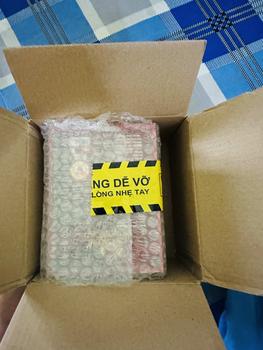 NG DỄ VỠ
LÒNG NHẸ TAY